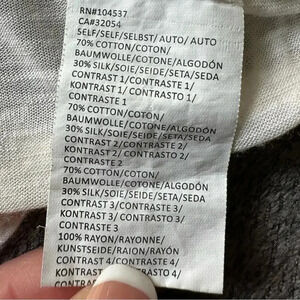 RN#104537
CA#32054
SELF/SELF/SELBST/ AUTO/ AUTO
70% COTTON/COTON/
BAUMWOLLE/COTONE/ALGODÓN
30% SILK/SOIE/SEIDE/SETA/SEDA
CONTRAST 1/CONTRASTE 1/
KONTRAST 1/CONTRASTO 1/
CONTRASTE 1
70% COTTON/COTON/
BAUMWOLLE/COTONE/ALGODÓN
30% SILK/SOIE/SEIDE/SETA/SEDA
CONTRAST 2/CONTRASTE 2/
KONTRAST 2/CONTRASTO 2/
CONTRASTE 2
70% COTTON/COTON/
BAUMWOLLE/COTONE/ALGODÓN
30% SILK/SOIE/SEIDE/SETA/SEDA
CONTRAST 3/CONTRASTE 3/
KONTRAST 3/CONTRASTO 3/
CONTRASTE 3
100% RAYON/RAYONNE/
KUNSTSEIDE/RAION/RAYÓN
CONTRAST 4/CONTRASTE 4/
KONTRAST CONTRASTO 4/